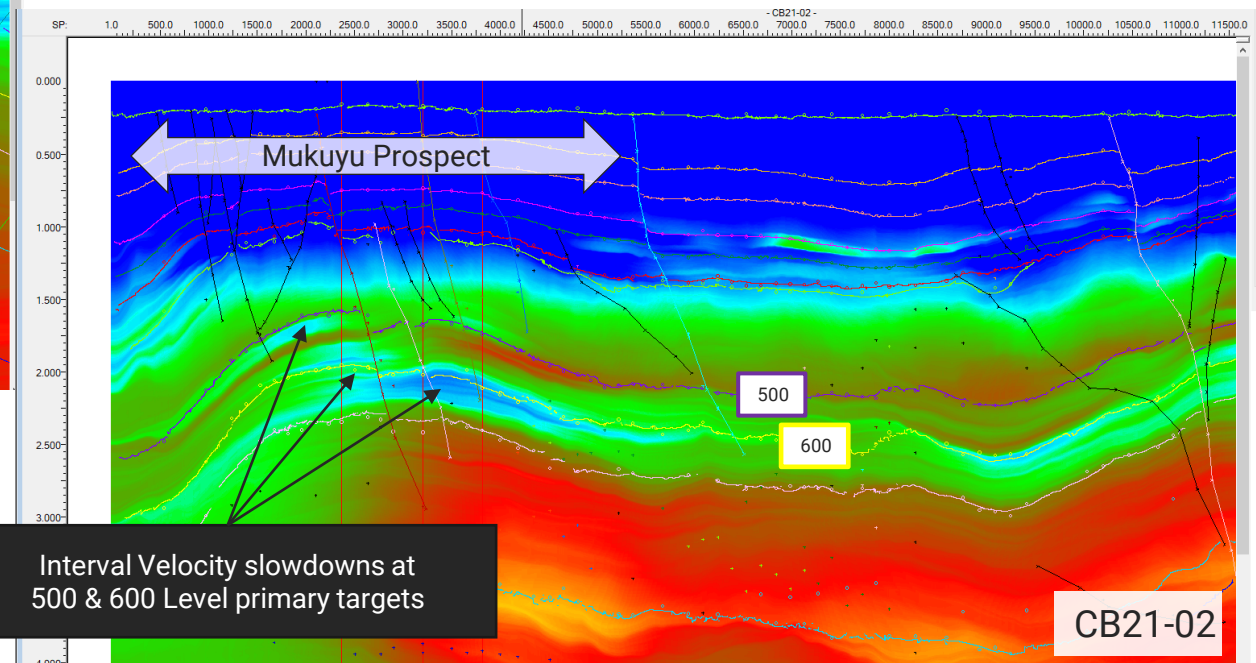 - CB21-02 -
SP: 1.0 500.0 1000.0 1500.0 2000.0 2500.0 3000.0 3500.0 4000.0 4500.0 5000.0 5500.0 6000.0 6500.0 7000.0 7500.0 8000.0 8500.0 9000.0 9500.0 10000.0 10500.0 11000.0 11500.0
0.000
0.500
Mukuyu Prospect
1.000
1.500
2.000
500
600
2.500
3.000
Interval Velocity slowdowns at
500 & 600 Level primary targets
CB21-02
4.000